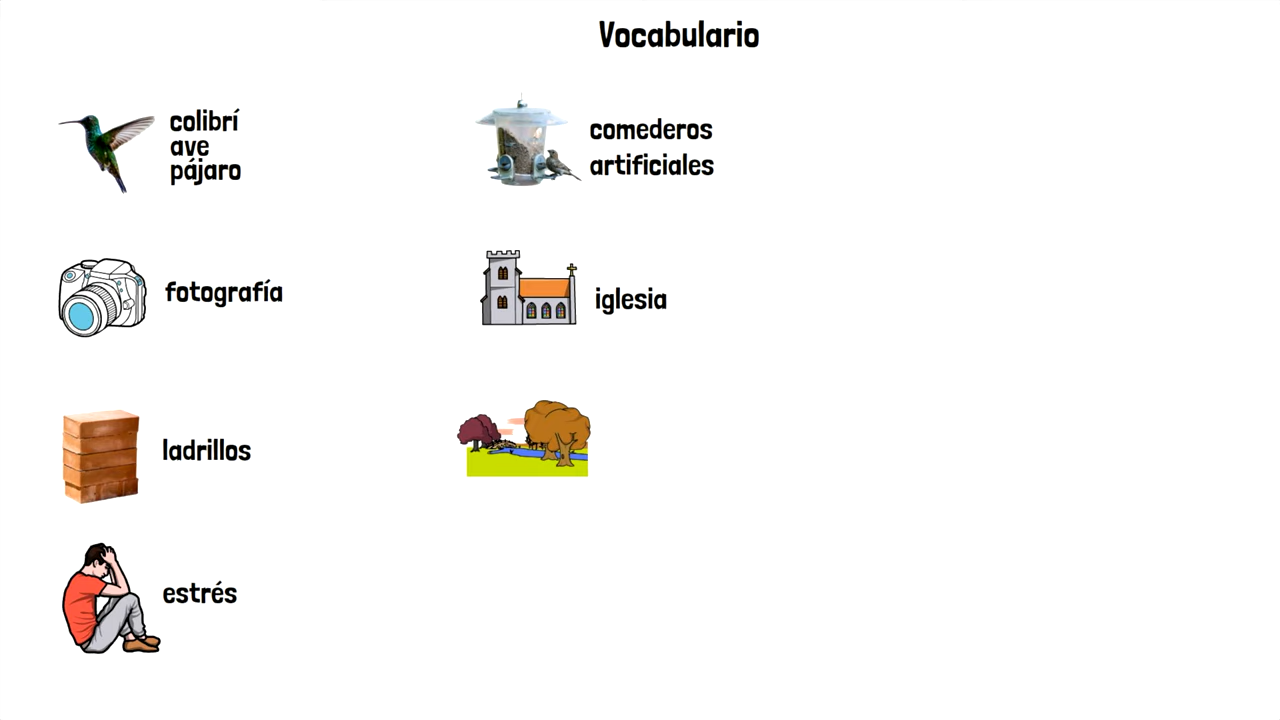 Vocabulario
colibrí
ave
pájaro
comederos
artificiales
fotografía
iglesia
ladrillos
estrés